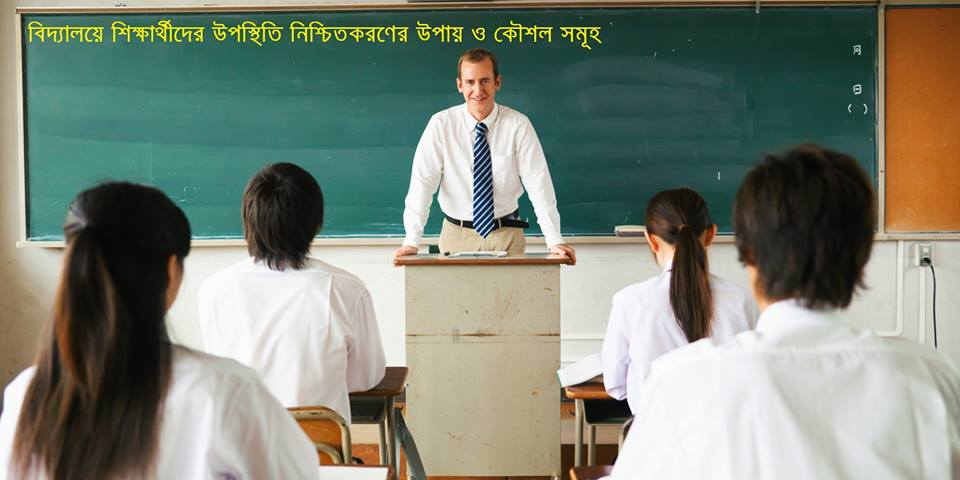 বিদ্যালয়ে শিক্ষার্থীদের উপস্থিতি নিশ্চিতকরণের উপায় ও কৌশল সমূহ
月
日
( )